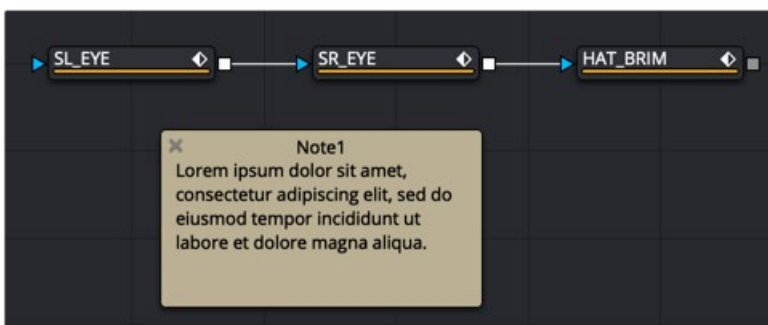 SL_EYE
SR_EYE
HAT_BRIM
Note1
Lorem ipsum dolor sit amet,
consectetur adipiscing elit, sed do
eiusmod tempor incididunt ut
labore et dolore magna aliqua.